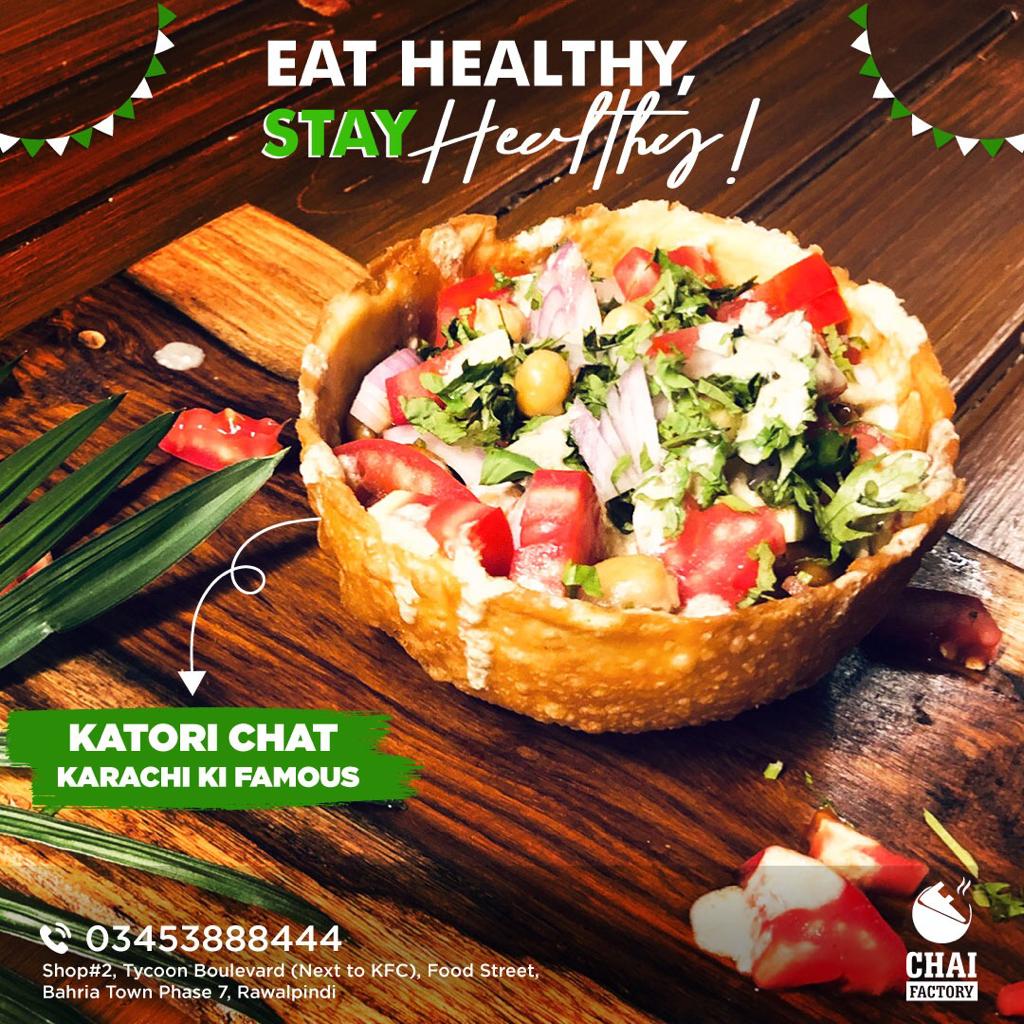 EAT HEALTHY,
STAY Healthy!
KATORI CHAT
KARACHI KI FAMOUS
03453888444
Shop#2, Tycoon Boulevard (Next to KFC), Food Street,
Bahria Town Phase 7, Rawalpindi
CHAI
FACTORY